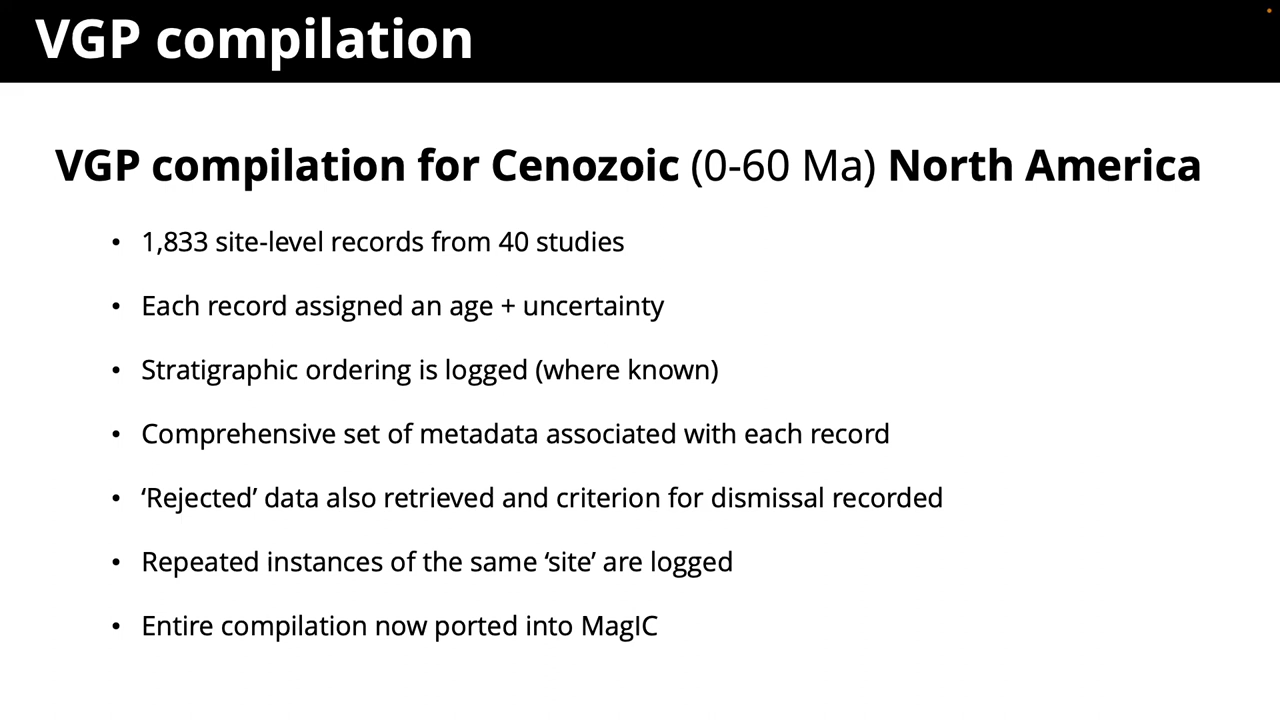 VGP compilation
VGP compilation for Cenozoic (0-60 Ma) North America
• 1,833 site-level records from 40 studies
• Each record assigned an age + uncertainty
• Stratigraphic ordering is logged (where known)
• Comprehensive set of metadata associated with each record
• ‘Rejected’ data also retrieved and criterion for dismissal recorded
• Repeated instances of the same ‘site’ are logged
• Entire compilation now ported into MagIC